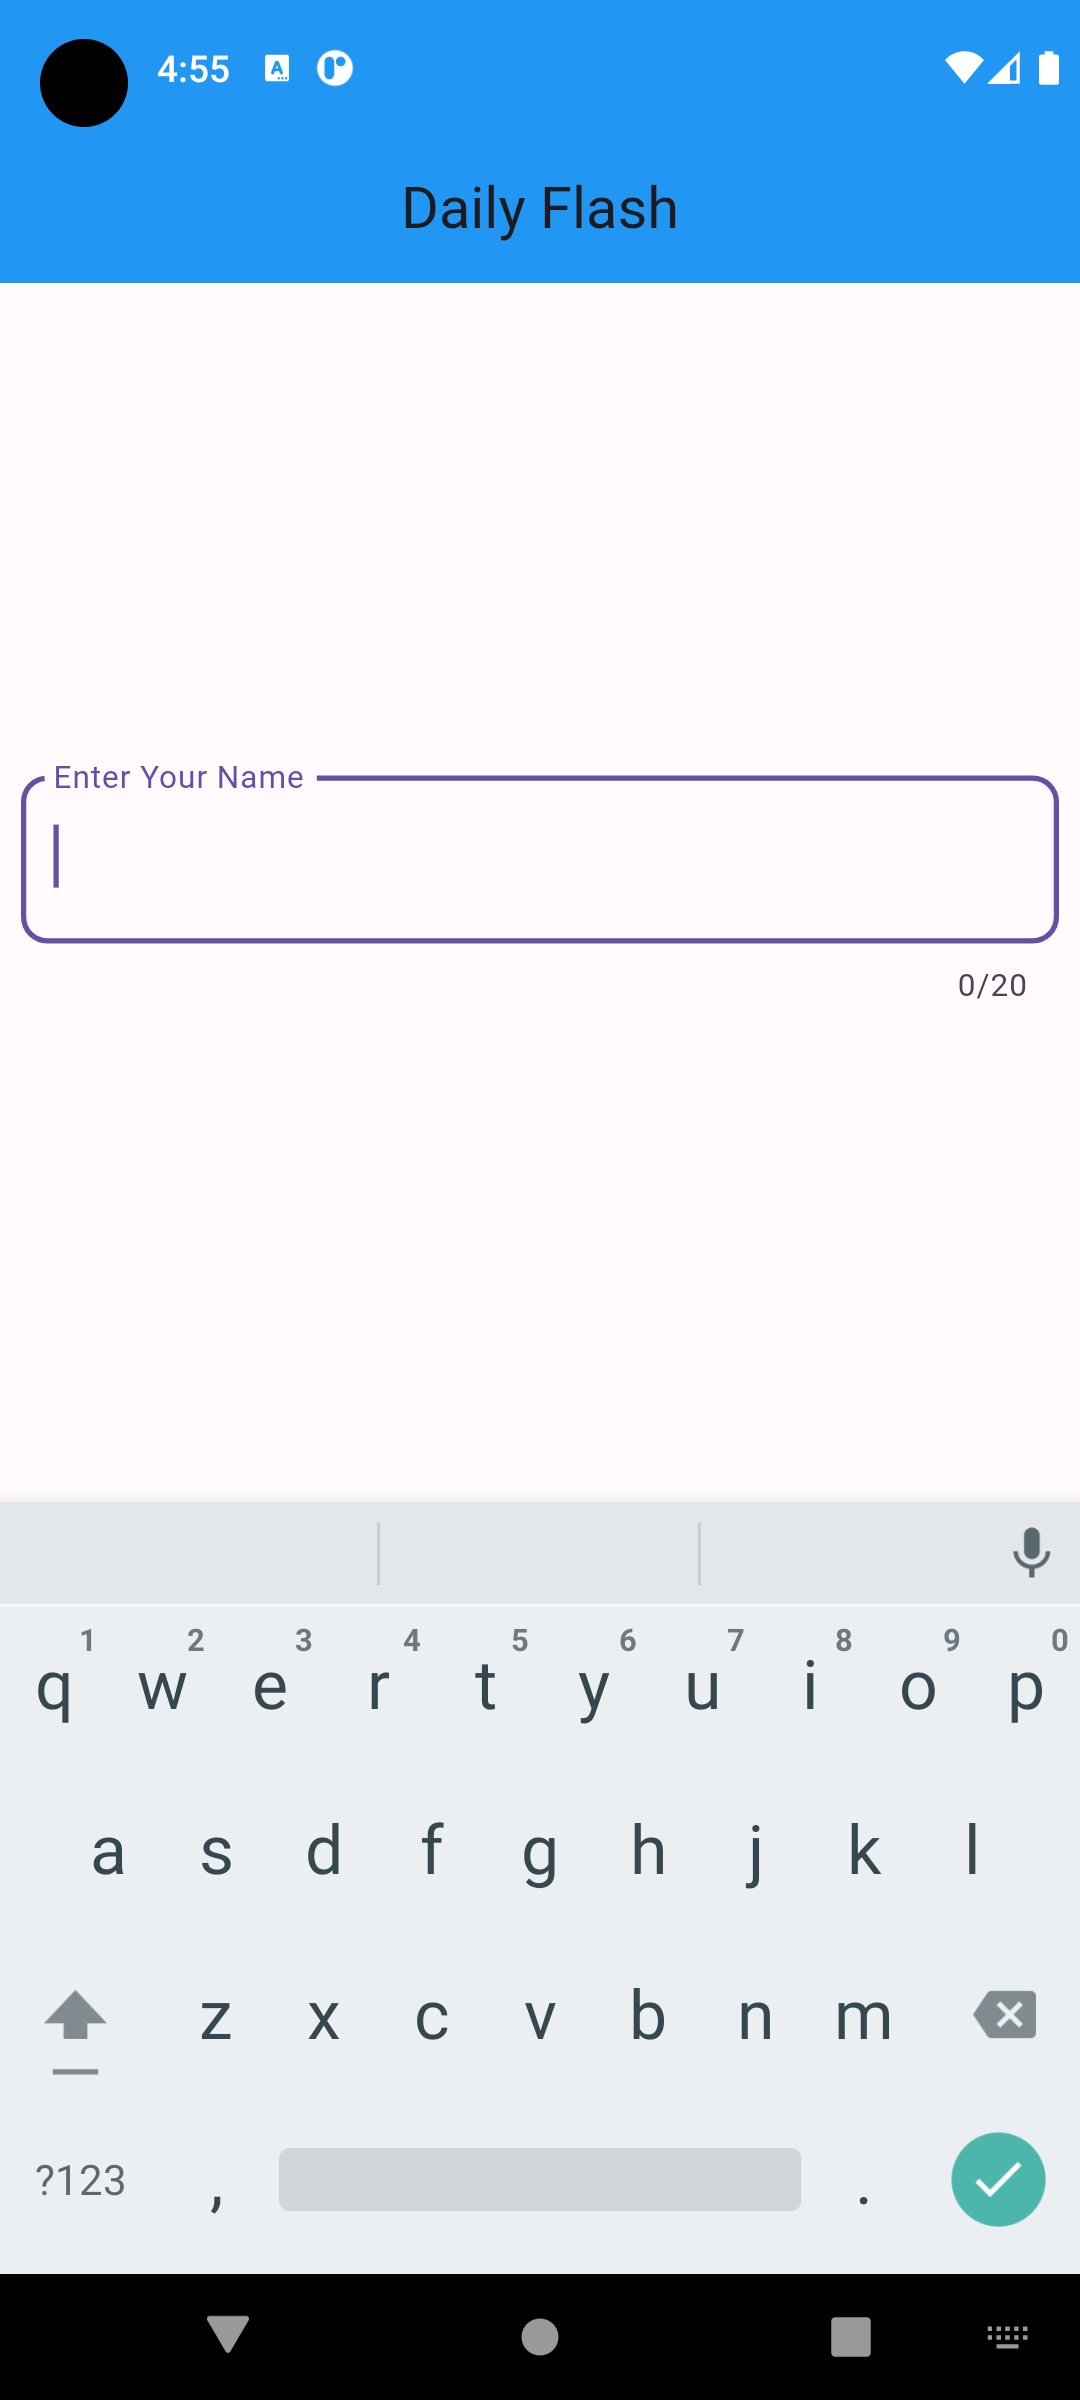 4:55
Daily Flash
Enter Your Name
0/20
1 2 3 4 5 6 7 8 9 0
q w e r t y u i o p
a s d f g h j k l
z x c v b n m
?123 , .